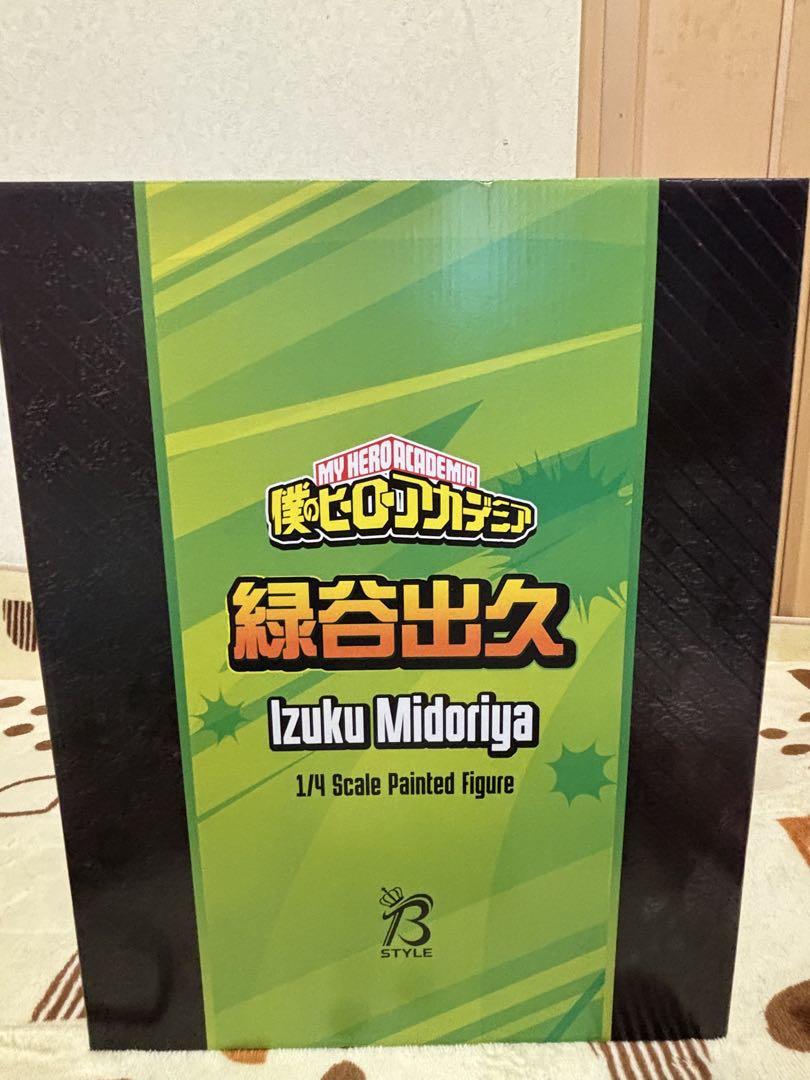 MY HERO ACADEMIA
僕のヒーローアカデミア
緑谷出久
Izuku Midoriya
1/4 Scale Painted Figure
B
STYLE